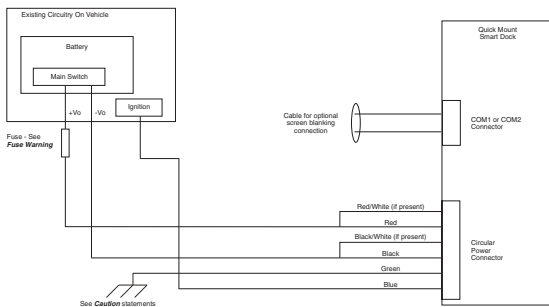 Existing Circuitry On Vehicle
Battery
Main Switch
Ignition
+Vo
-Vo
Fuse - See
Fuse Warning
Quick Mount
Smart Dock
Cable for optional
screen blanking
connection
COM1 or COM2
Connector
Red/White (if present)
Red
Black/White (if present)
Black
Green
Blue
Circular
Power
Connector
See Caution statements